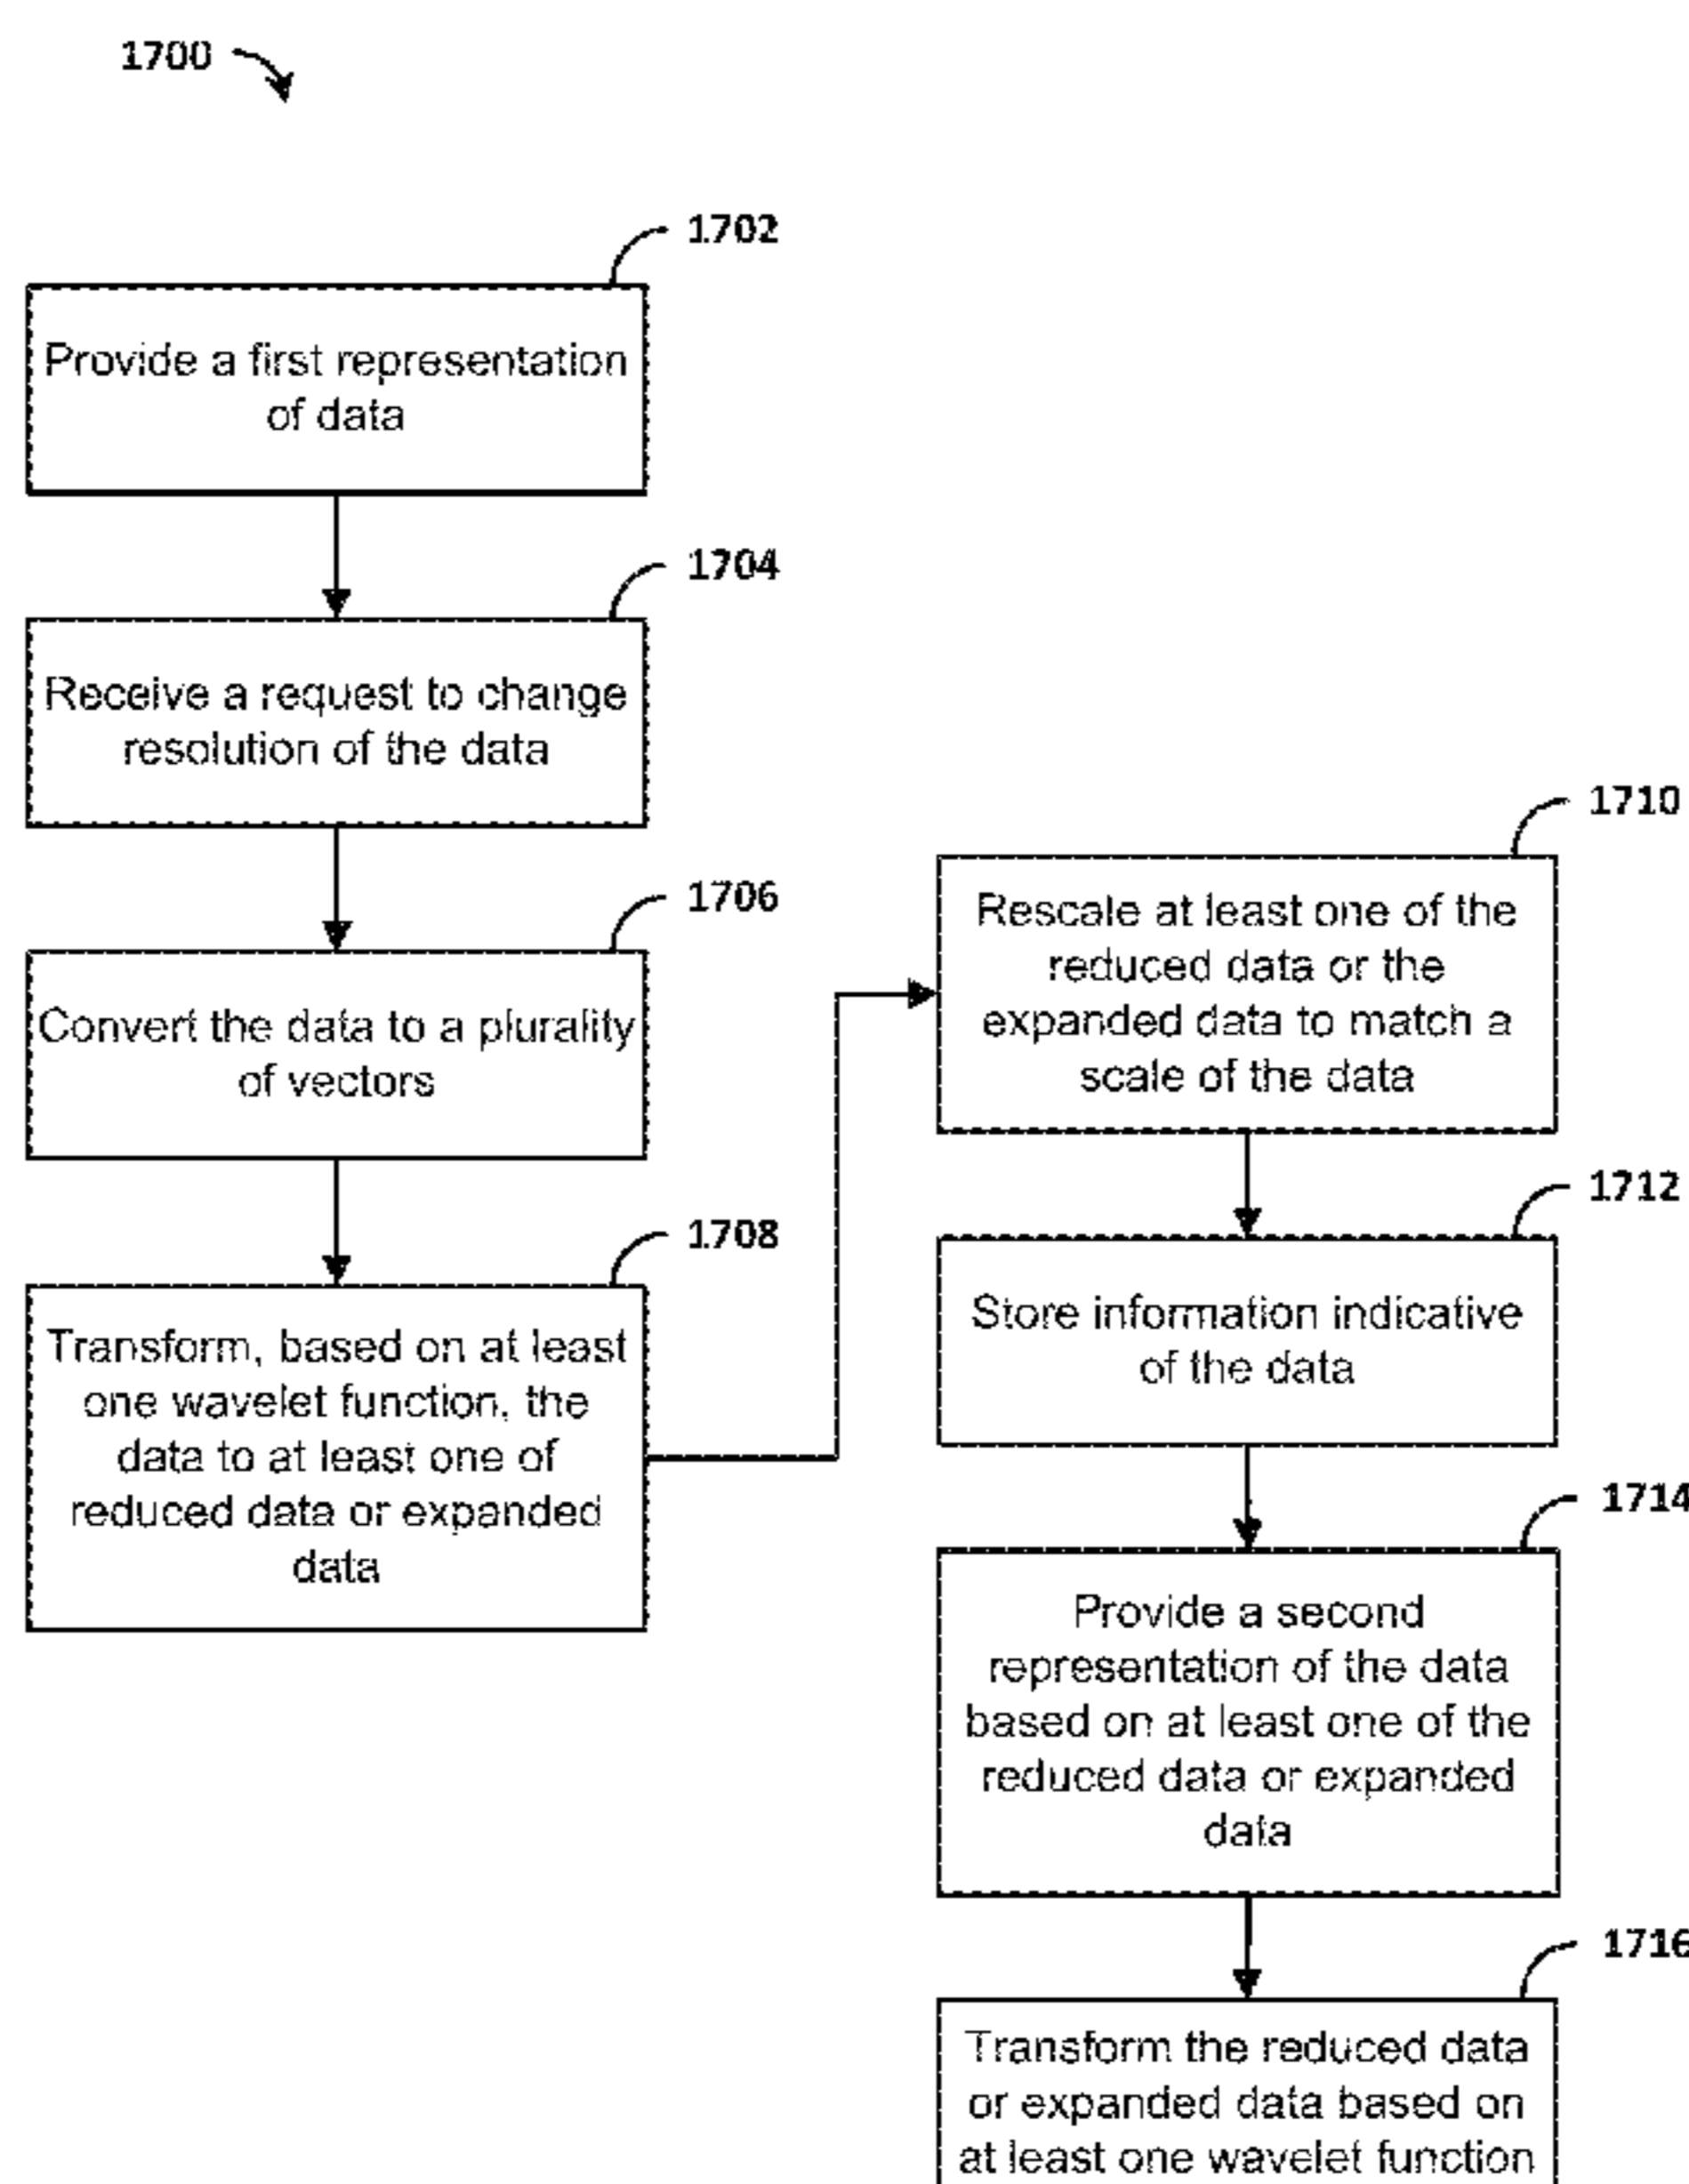 1700
1702
Provide a first representation
of data
1704
Receive a request to change
resolution of the data
1706
Convert the data to a plurality
of vectors
1708
Transform, based on at least
one wavelet function, the
data to at least one of
reduced data or expanded
data
1710
Rescale at least one of the
reduced data or the
expanded data to match a
scale of the data
1712
Store information indicative
of the data
1714
Provide a second
representation of the data
based on at least one of the
reduced data or expanded
data
1716
Transform the reduced data
or expanded data based on
at least one wavelet function